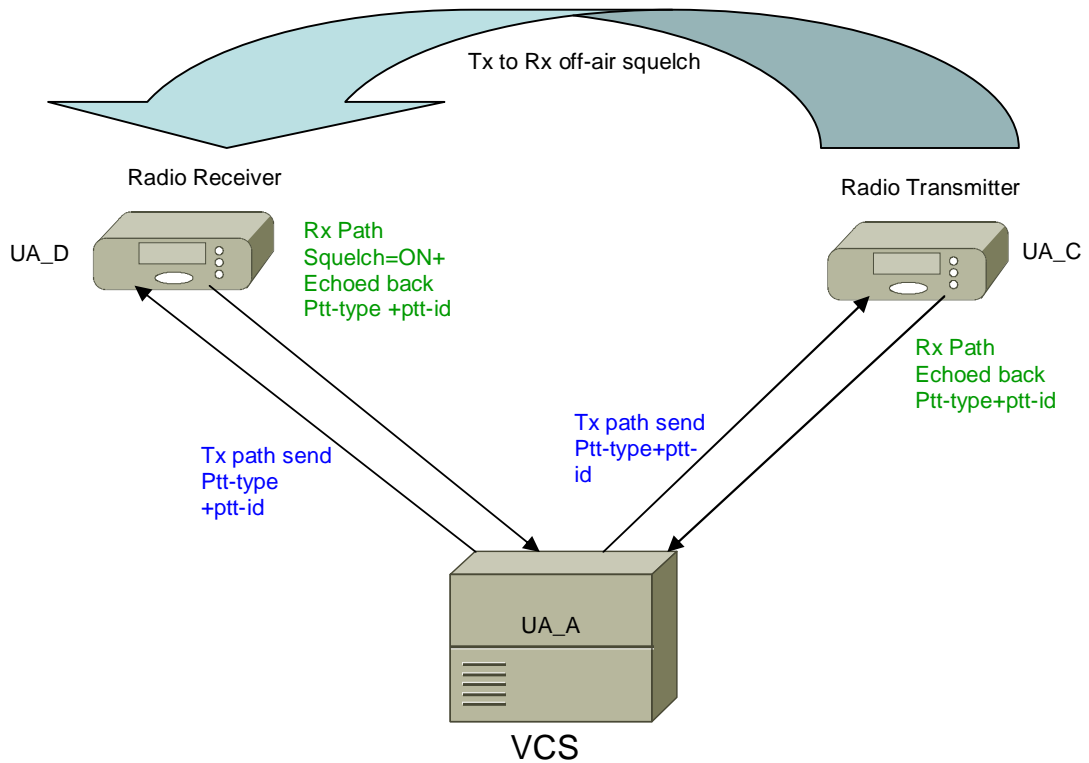 Tx to Rx off-air squelch
Radio Receiver
Radio Transmitter
UA_D
Rx Path
Squelch=ON+
Echoed back
Ptt-type +ptt-id
UA_C
Rx Path
Echoed back
Ptt-type+ptt-id
Tx path send
Ptt-type+ptt-
id
Tx path send
Ptt-type
+ptt-id
UA_A
VCS